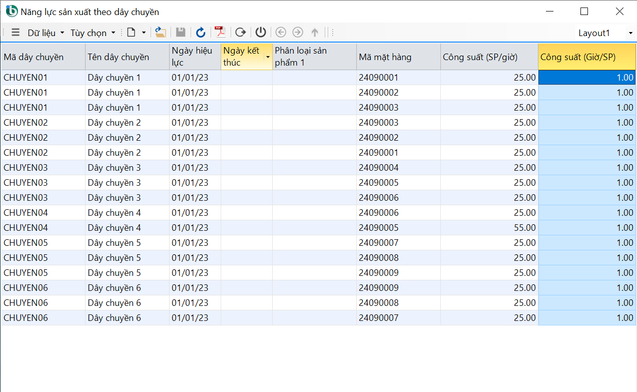 Năng lực sản xuất theo dây chuyền
Dữ liệu Tùy chọn Layout1
Mã dây chuyền Tên dây chuyền Ngày hiệu lực Ngày kết thúc Phân loại sản phẩm 1 Mã mặt hàng Công suất (SP/giờ) Công suất (Giờ/SP)
CHUYEN01 Dây chuyền 1 01/01/23 24090001 25.00 1.00
CHUYEN01 Dây chuyền 1 01/01/23 24090002 25.00 1.00
CHUYEN01 Dây chuyền 1 01/01/23 24090003 25.00 1.00
CHUYEN02 Dây chuyền 2 01/01/23 24090003 25.00 1.00
CHUYEN02 Dây chuyền 2 01/01/23 24090002 25.00 1.00
CHUYEN02 Dây chuyền 2 01/01/23 24090001 25.00 1.00
CHUYEN03 Dây chuyền 3 01/01/23 24090004 25.00 1.00
CHUYEN03 Dây chuyền 3 01/01/23 24090005 25.00 1.00
CHUYEN03 Dây chuyền 3 01/01/23 24090006 25.00 1.00
CHUYEN04 Dây chuyền 4 01/01/23 24090006 25.00 1.00
CHUYEN04 Dây chuyền 4 01/01/23 24090005 55.00 1.00
CHUYEN05 Dây chuyền 5 01/01/23 24090007 25.00 1.00
CHUYEN05 Dây chuyền 5 01/01/23 24090008 25.00 1.00
CHUYEN05 Dây chuyền 5 01/01/23 24090009 25.00 1.00
CHUYEN06 Dây chuyền 6 01/01/23 24090009 25.00 1.00
CHUYEN06 Dây chuyền 6 01/01/23 24090008 25.00 1.00
CHUYEN06 Dây chuyền 6 01/01/23 24090007 25.00 1.00